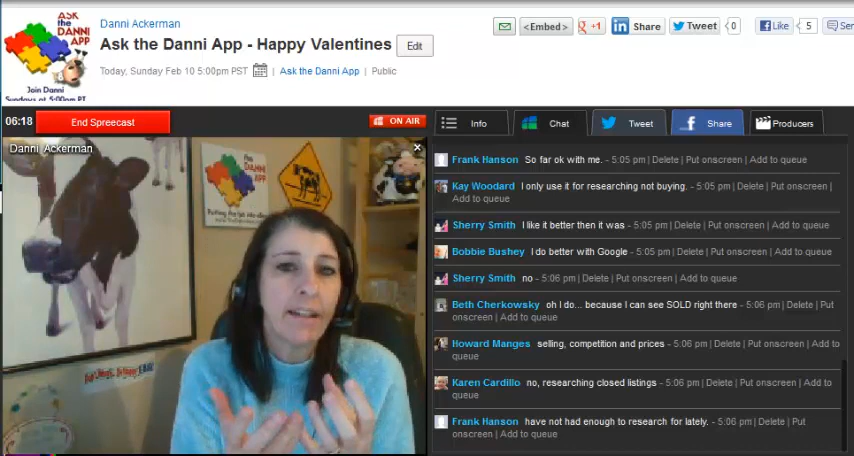 ASK
the
DANNI
APP
Join Danni
Sundays at 5:00pm PT
Danni Ackerman
Ask the Danni App - Happy Valentines
Edit
Today, Sunday Feb 10 5:00pm PST | Ask the Danni App | Public
<Embed>
+1
in Share
Tweet
0
Like
5
06:18
End Spreecast
ON AIR
Danni_Ackerman
ASK
the
DANNI
APP
Info
Chat
Tweet
Share
Producers
Frank Hanson So far ok with me. - 5:05 pm | Delete | Put onscreen | Add to queue
Kay Woodard I only use it for researching not buying. - 5:05 pm | Delete | Put onscreen |
Add to queue
Sherry Smith I like it better then it was - 5:05 pm | Delete | Put onscreen | Add to queue
Bobbie Bushey I do better with Google - 5:05 pm | Delete | Put onscreen | Add to queue
Sherry Smith no - 5:06 pm | Delete | Put onscreen | Add to queue
Beth Cherkowsky oh I do... because I can see SOLD right there - 5:06 pm | Delete | Put
onscreen | Add to queue
Howard Manges selling, competition and prices - 5:06 pm | Delete | Put onscreen | Add to
queue
Karen Cardillo no, researching closed listings - 5:06 pm | Delete | Put onscreen | Add to
queue
Frank Hanson have not had enough to research for lately. - 5:06 pm | Delete | Put
onscreen | Add to queue